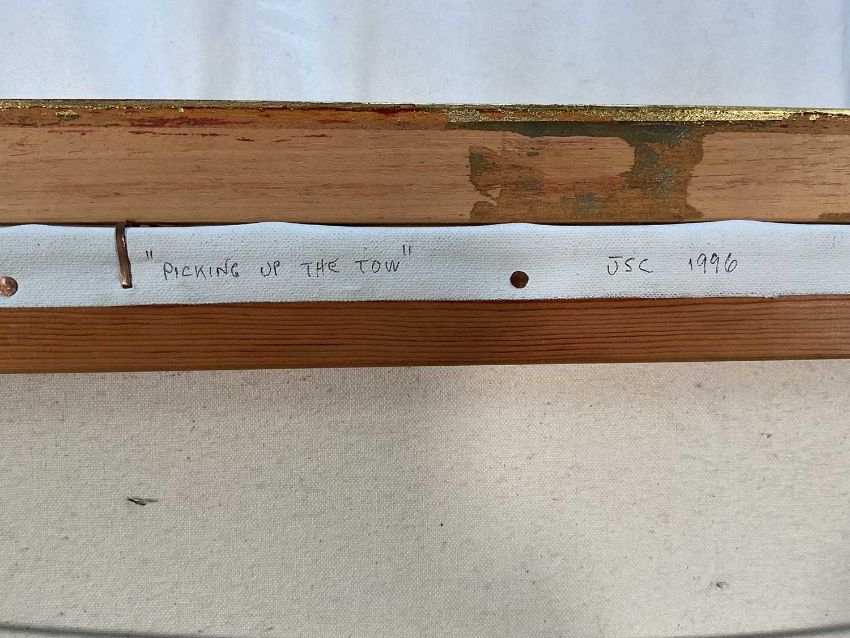 "PICKING UP THE TOW" JSC 1996